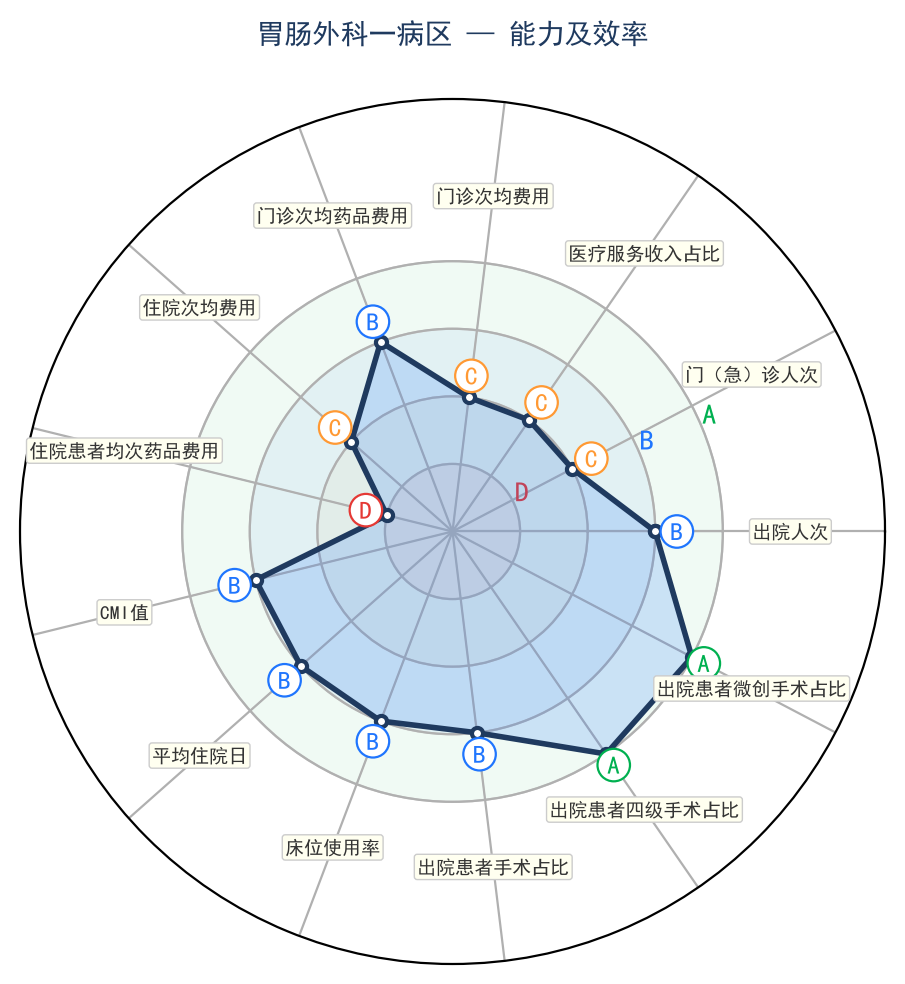 胃肠外科一病区 — 能力及效率
门诊次均费用
门诊次均药品费用
医疗服务收入占比
住院次均费用
B
C
门（急）诊人次
C
A
C
B
住院患者均次药品费用
C
D
D
B
出院人次
B
CMI值
A
B
出院患者微创手术占比
B
B
平均住院日
A
出院患者四级手术占比
床位使用率
出院患者手术占比